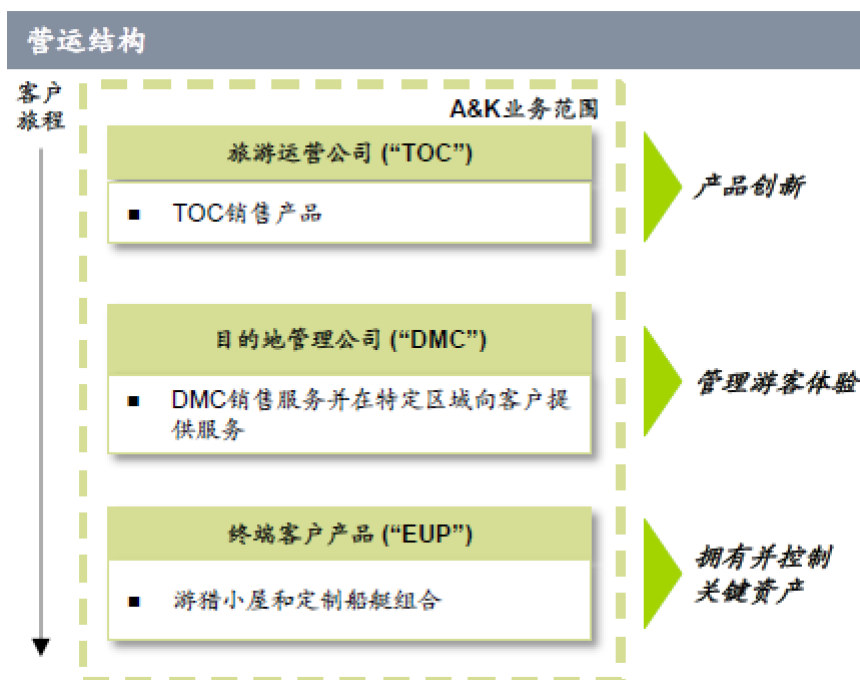 营运结构
客户
旅程
A&K业务范围
旅游运营公司 (“TOC”)
■ TOC销售产品
产品创新
目的地管理公司 (“DMC”)
■ DMC销售服务并在特定区域向客户提
供服务
管理游客体验
终端客户产品 (“EUP”)
■ 游猎小屋和定制船艇组合
拥有并控制
关键资产